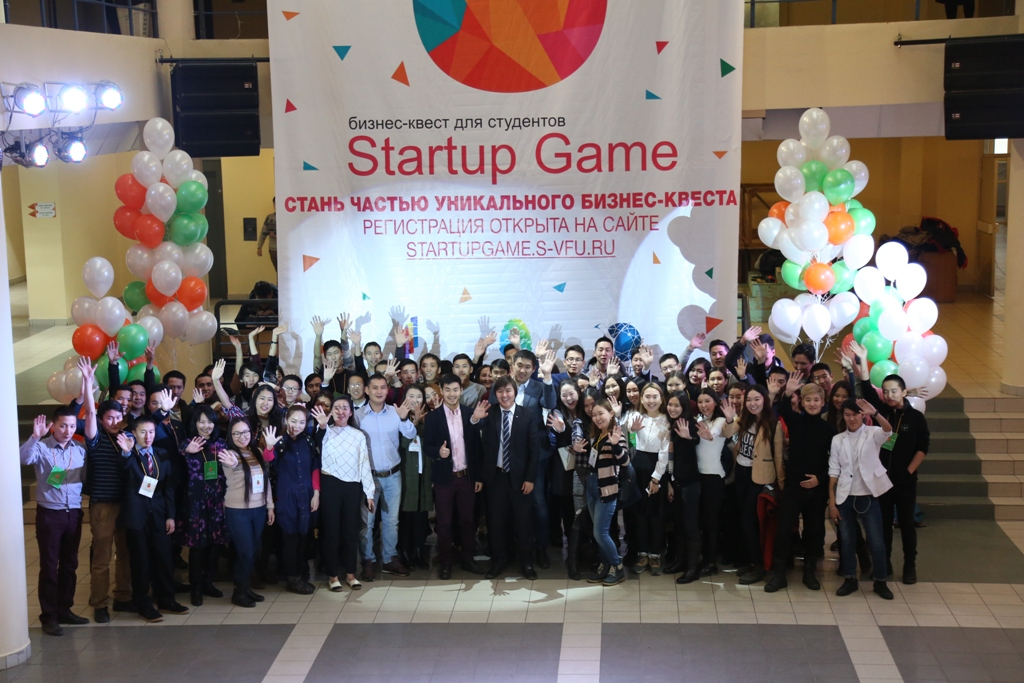 бизнес-квест для студентов
Startup Game
СТАНЬ ЧАСТЬЮ УНИКАЛЬНОГО БИЗНЕС-КВЕСТА
РЕГИСТРАЦИЯ ОТКРЫТА НА САЙТЕ
STARTUPGAME.S-VFU.RU